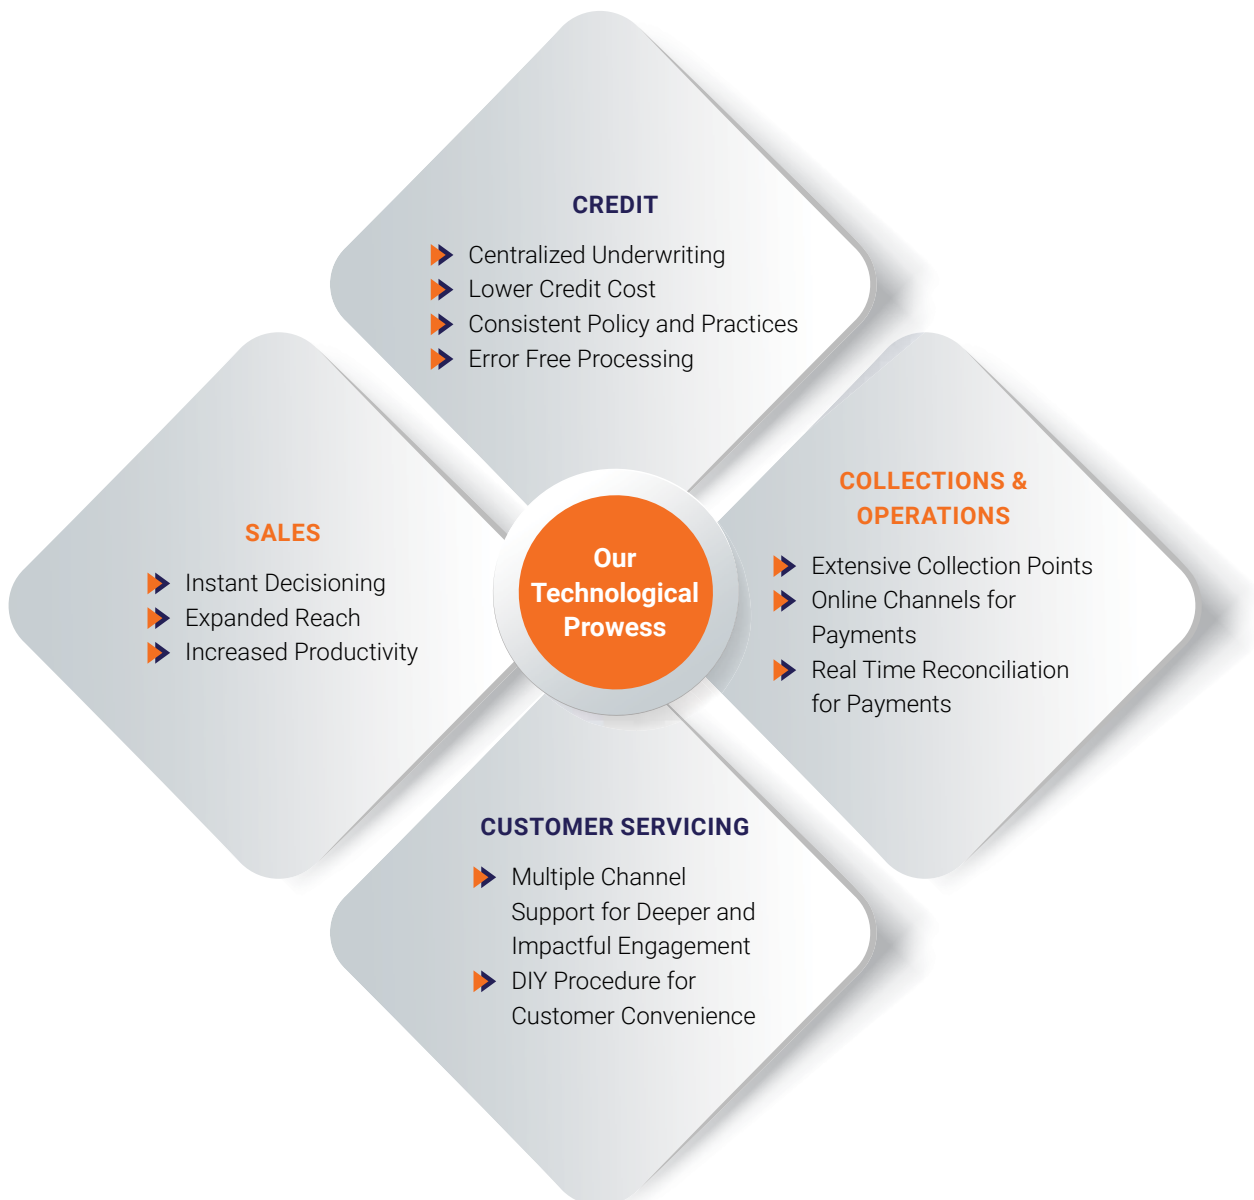 CREDIT
Centralized Underwriting
Lower Credit Cost
Consistent Policy and Practices
Error Free Processing
SALES
Instant Decisioning
Expanded Reach
Increased Productivity
Our
Technological
Prowess
COLLECTIONS &
OPERATIONS
Extensive Collection Points
Online Channels for
Payments
Real Time Reconciliation
for Payments
CUSTOMER SERVICING
Multiple Channel
Support for Deeper and
Impactful Engagement
DIY Procedure for
Customer Convenience